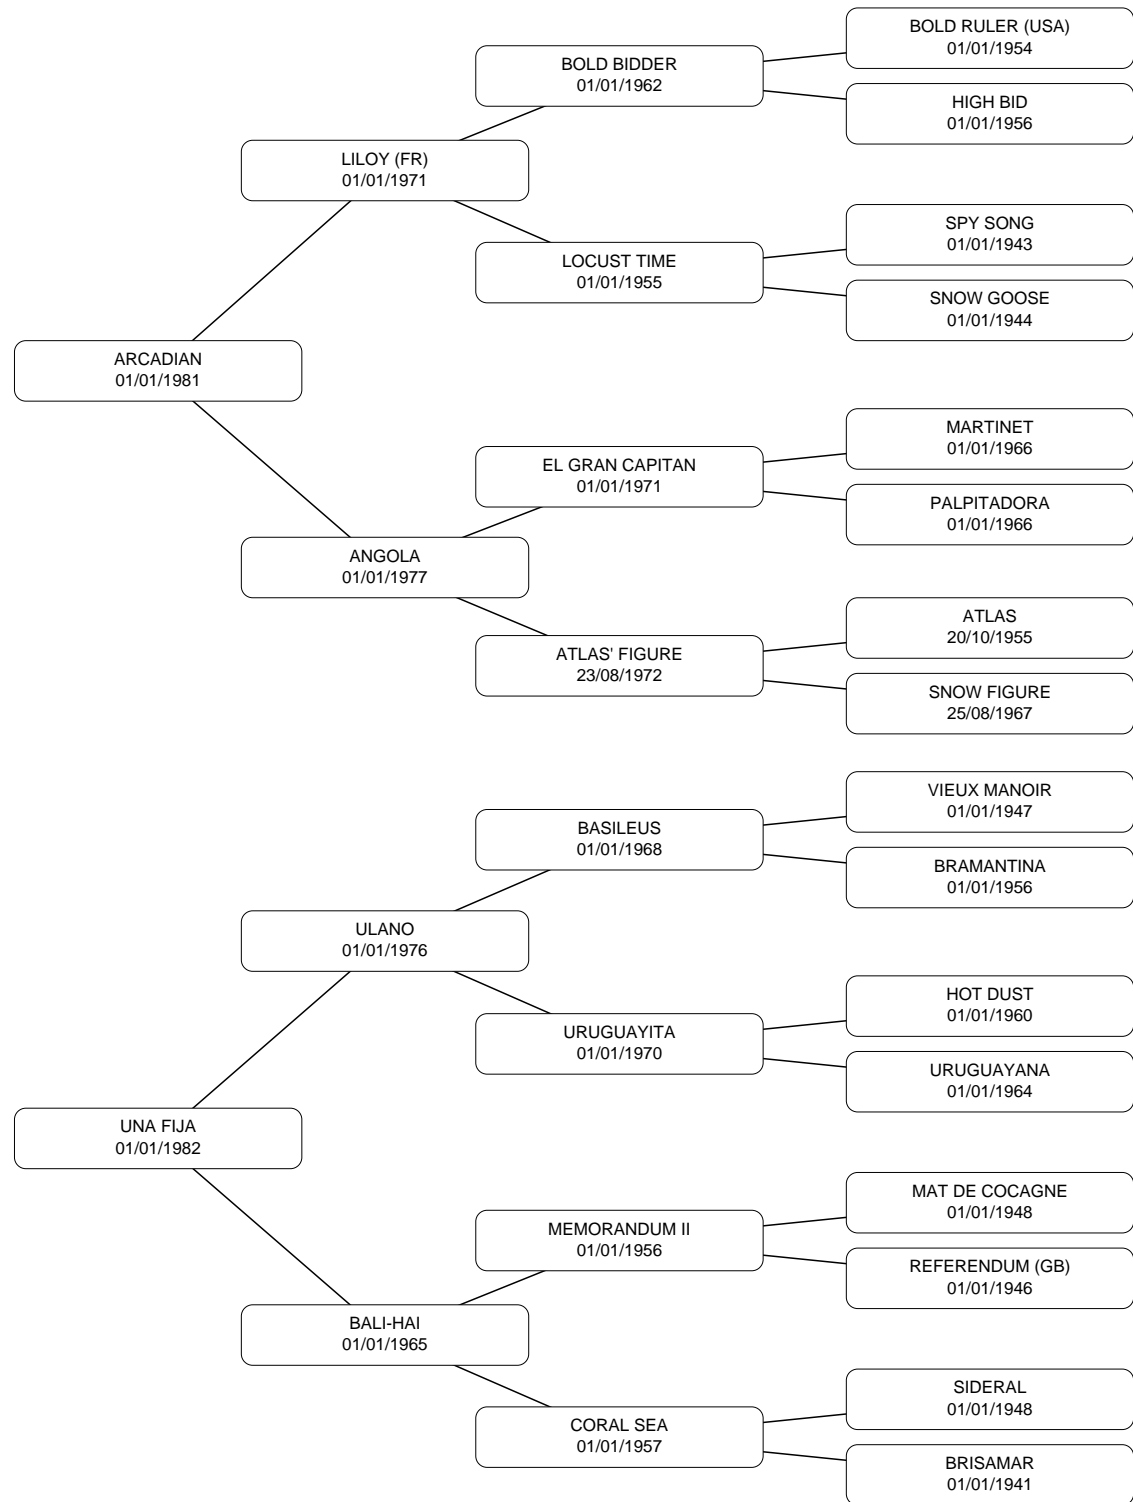 BOLD RULER (USA)
01/01/1954
BOLD BIDDER
01/01/1962
HIGH BID
01/01/1956
LILOY (FR)
01/01/1971
SPY SONG
01/01/1943
LOCUST TIME
01/01/1955
SNOW GOOSE
01/01/1944
ARCADIAN
01/01/1981
MARTINET
01/01/1966
EL GRAN CAPITAN
01/01/1971
PALPITADORA
01/01/1966
ANGOLA
01/01/1977
ATLAS
20/10/1955
ATLAS' FIGURE
23/08/1972
SNOW FIGURE
25/08/1967
VIEUX MANOIR
01/01/1947
BASILEUS
01/01/1968
BRAMANTINA
01/01/1956
ULANO
01/01/1976
HOT DUST
01/01/1960
URUGUAYITA
01/01/1970
URUGUAYANA
01/01/1964
UNA FIJA
01/01/1982
MAT DE COCAGNE
01/01/1948
MEMORANDUM II
01/01/1956
REFERENDUM (GB)
01/01/1946
BALI-HAI
01/01/1965
SIDERAL
01/01/1948
CORAL SEA
01/01/1957
BRISAMAR
01/01/1941